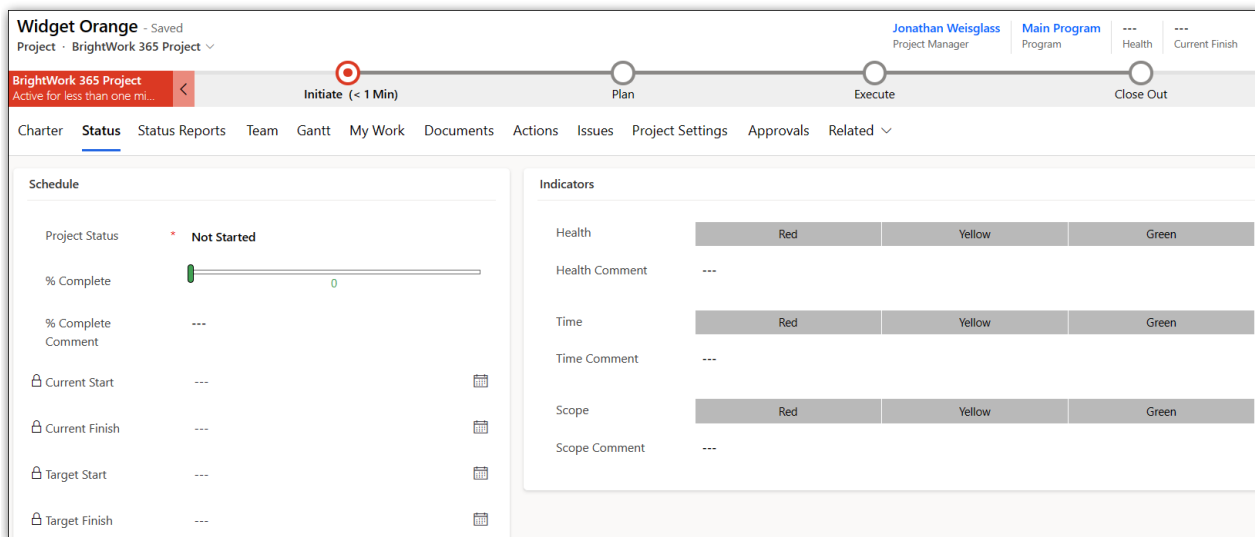 Widget Orange - Saved
Project · BrightWork 365 Project
Jonathan Weisglass
Project Manager
Main Program
Program
---
Health
---
Current Finish
BrightWork 365 Project
Active for less than one mi...
Initiate (< 1 Min)
Plan
Execute
Close Out
Charter Status Status Reports Team Gantt My Work Documents Actions Issues Project Settings Approvals Related
Schedule
Project Status * Not Started
% Complete 0
% Complete Comment ---
Current Start ---
Current Finish ---
Target Start ---
Target Finish ---
Indicators
Health Red Yellow Green
Health Comment ---
Time Red Yellow Green
Time Comment ---
Scope Red Yellow Green
Scope Comment ---